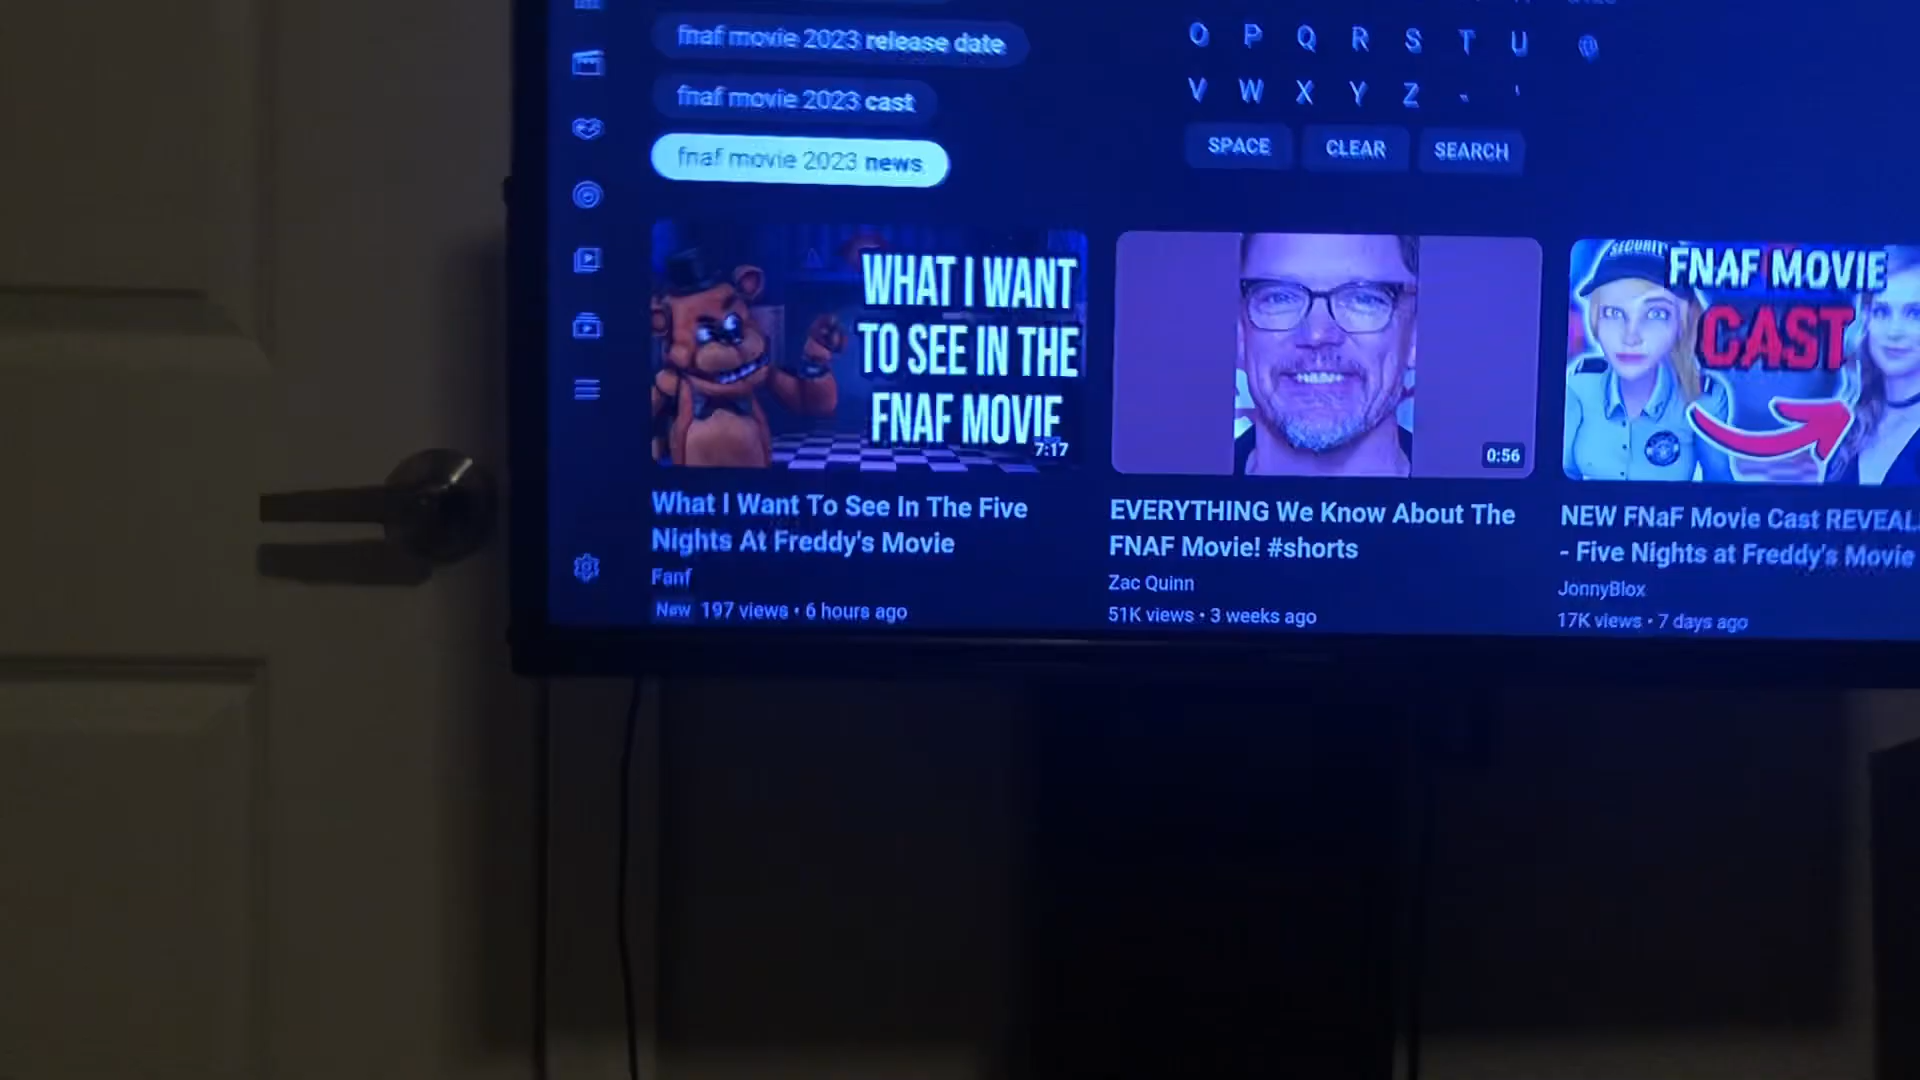 fnaf movie 2023 release date
fnaf movie 2023 cast
fnaf movie 2023 news
O P Q R S T U @
V W X Y Z - '
SPACE CLEAR SEARCH
WHAT I WANT
TO SEE IN THE
FNAF MOVIE
7:17
What I Want To See In The Five
Nights At Freddy's Movie
Fanf
New 197 views • 6 hours ago
0:56
EVERYTHING We Know About The
FNAF Movie! #shorts
Zac Quinn
51K views • 3 weeks ago
SECURITY
FNAF MOVIE
CAST
NEW FNaF Movie Cast REVEAL
- Five Nights at Freddy's Movie
JonnyBlox
17K views • 7 days ago